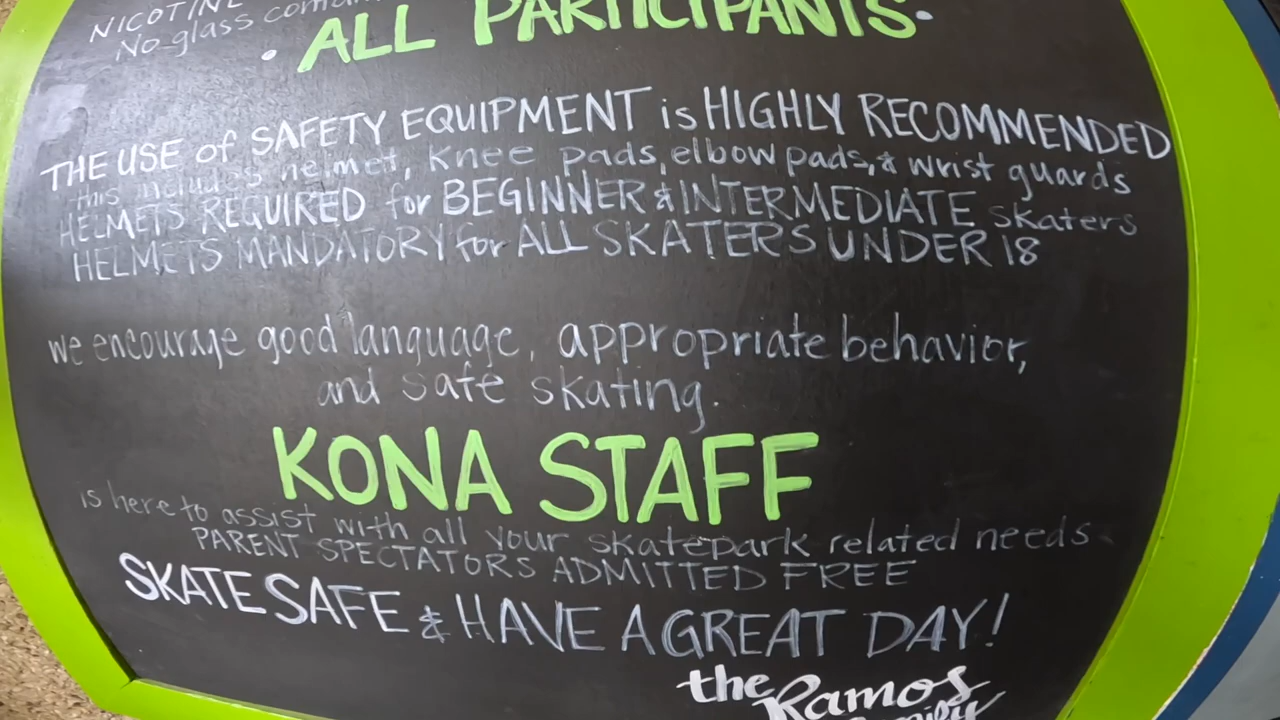 NICOTINE
No glass
· ALL PARTICIPANTS ·
THE USE of SAFETY EQUIPMENT is HIGHLY RECOMMENDED
this includes helmet, knee pads, elbow pads, & wrist guards
HELMETS REQUIRED for BEGINNER & INTERMEDIATE skaters
HELMETS MANDATORY for ALL SKATERS UNDER 18
we encourage good language, appropriate behavior,
and safe skating.
KONA STAFF
is here to assist with all your skatepark related needs.
PARENT SPECTATORS ADMITTED FREE
SKATE SAFE & HAVE A GREAT DAY!
the Ramos